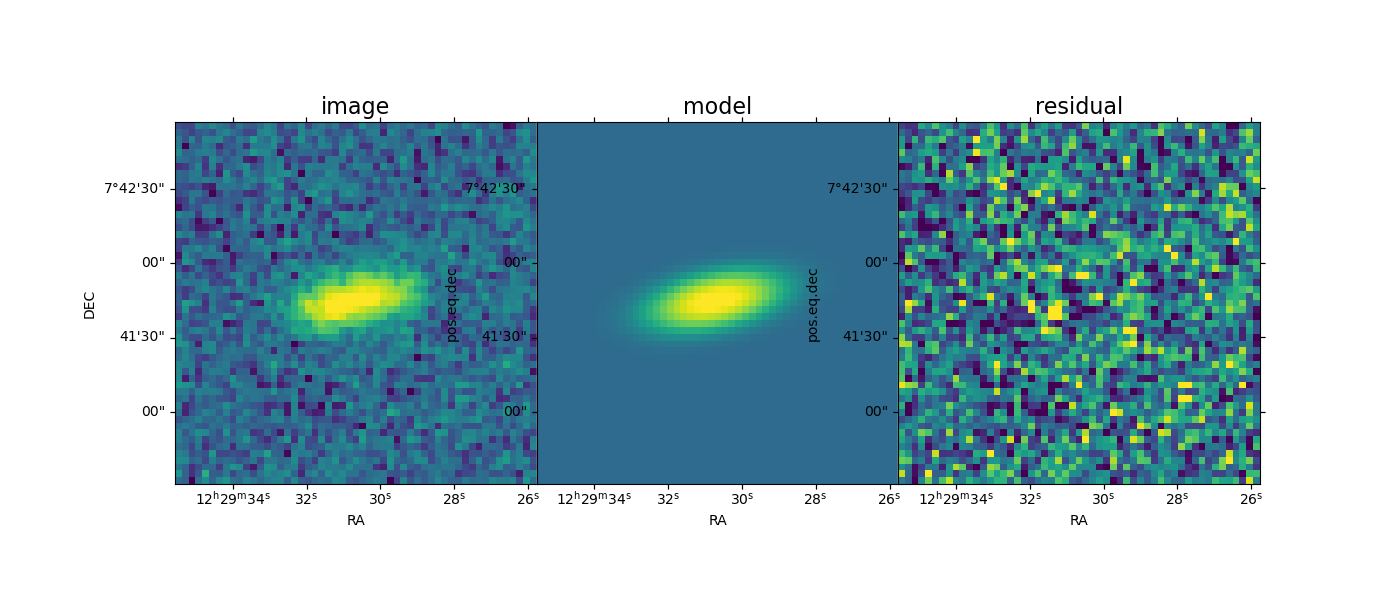 image model residual
7°42'30" 7°42'30" 7°42'30"
00" 00" 00"
DEC pos.eq.dec pos.eq.dec
41'30" 41'30" 41'30"
00" 00" 00"
12ʰ29ᵐ34ˢ 32ˢ 30ˢ 28ˢ 26ˢ 12ʰ29ᵐ34ˢ 32ˢ 30ˢ 28ˢ 26ˢ 12ʰ29ᵐ34ˢ 32ˢ 30ˢ 28ˢ 26ˢ
RA RA RA